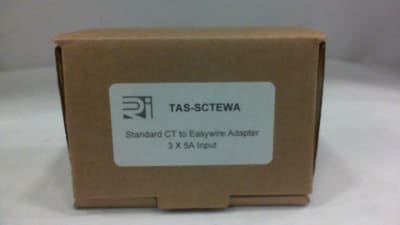 Ri TAS-SCTEWA
Standard CT to Easywire Adapter
3 X 5A Input